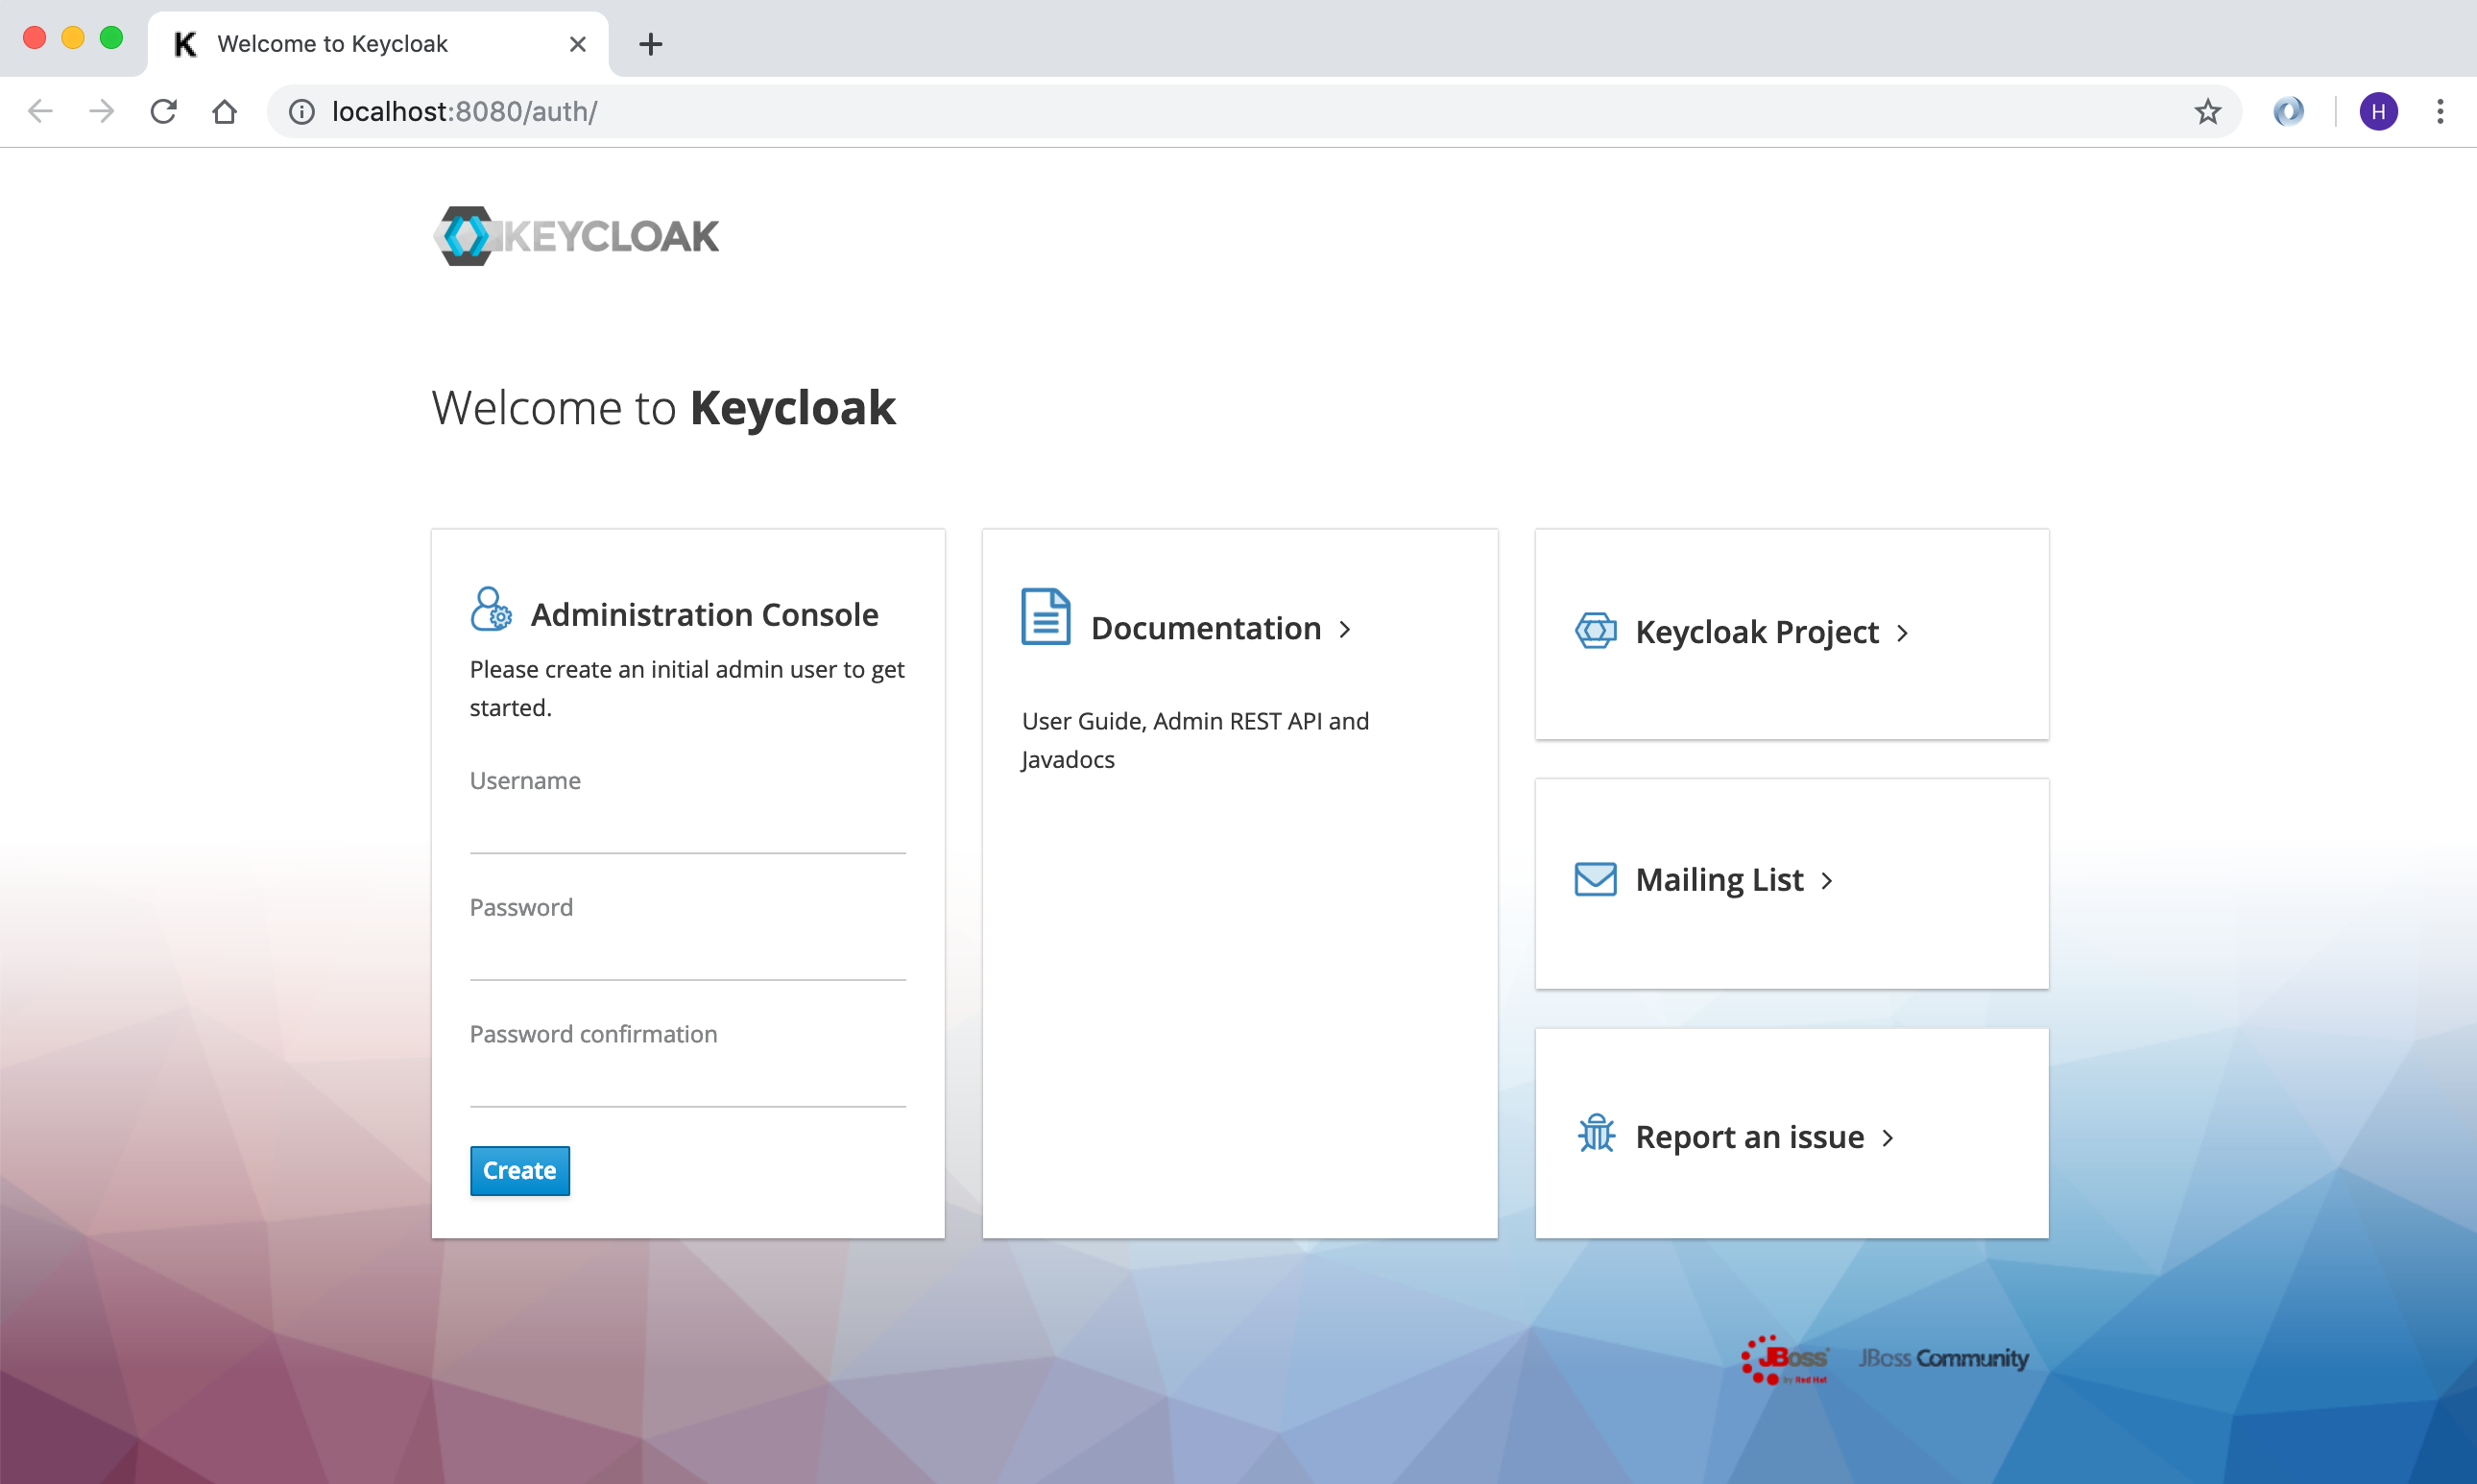 Welcome to Keycloak
localhost:8080/auth/
H
KEYCLOAK
Welcome to Keycloak
Administration Console
Please create an initial admin user to get
started.
Username
Password
Password confirmation
Create
Documentation
User Guide, Admin REST API and
Javadocs
Keycloak Project
Mailing List
Report an issue
JBoss
by Red Hat
JBoss Community